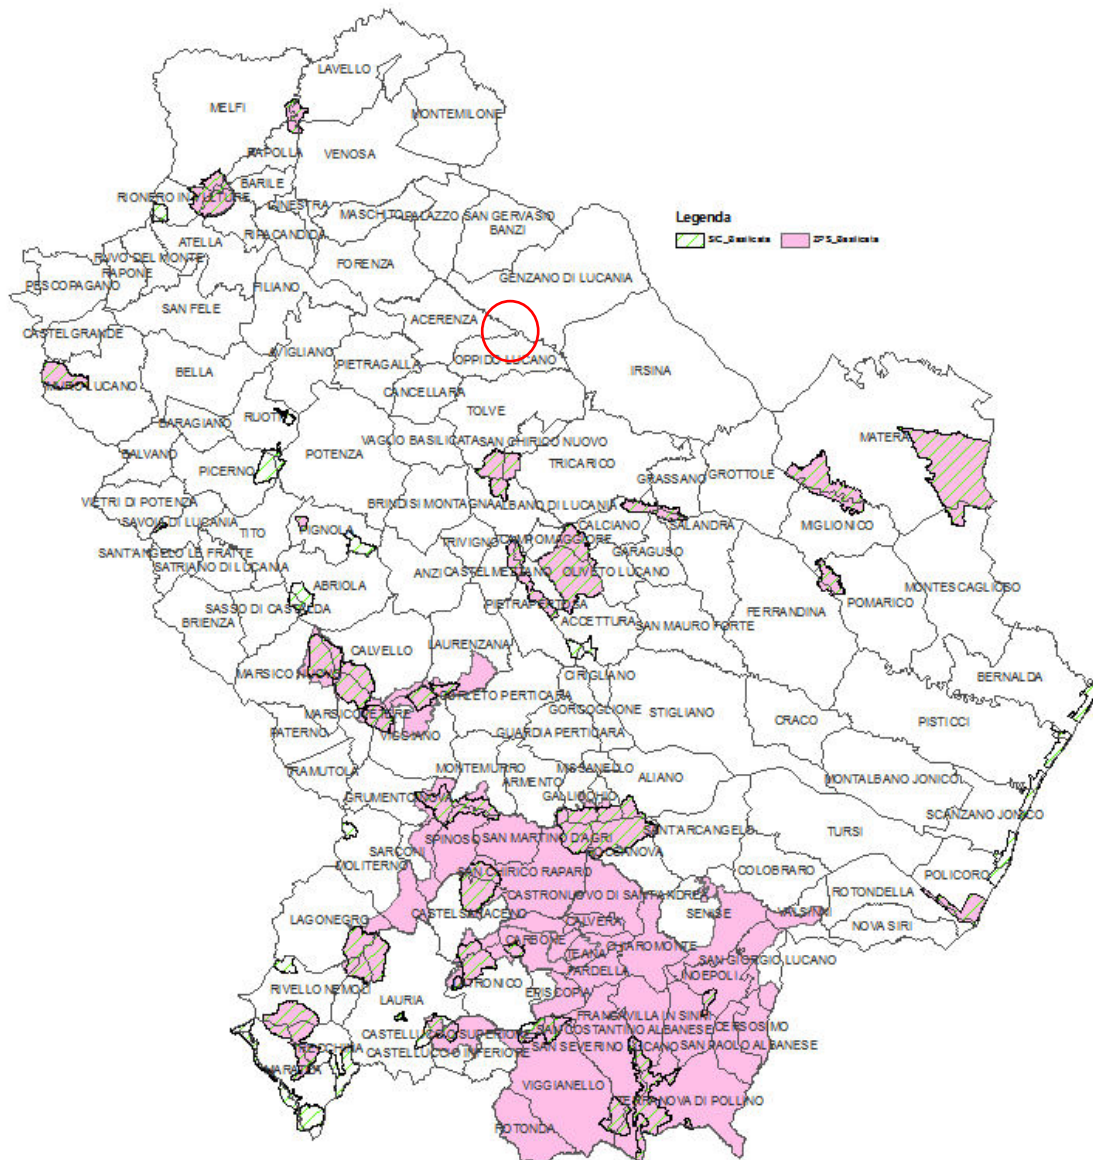 LAVELLO
MELFI
MONTEMILONE
RAPOLLA
VENOSA
BARILE
RIONERO IN VULTURE
GINESTRA
MASCHITO
PALAZZO SAN GERVASIO
BANZI
Legenda
SIC_Basilicata
ZPS_Basilicata
RIPACANDIDA
ATELLA
RUVO DEL MONTE
RAPONE
FORENZA
GENZANO DI LUCANIA
PESCOPAGANO
FILIANO
SAN FELE
ACERENZA
CASTELGRANDE
AVIGLIANO
PIETRAGALLA
OPPIDO LUCANO
BELLA
IRSINA
MURO LUCANO
CANCELLARA
TOLVE
RUOTI
BARAGIANO
MATERA
VAGLIO BASILICATA
SAN CHIRICO NUOVO
BALVANO
POTENZA
TRICARICO
PICERNO
GROTTOLE
GRASSANO
VIETRI DI POTENZA
BRINDISI MONTAGNA
ALBANO DI LUCANIA
SAVOIA DI LUCANIA
TITO
PIGNOLA
CALCIANO
SALANDRA
MIGLIONICO
TRIVIGNO
CAMPOMAGGIORE
GARAGUSO
SANT'ANGELO LE FRATTE
SATRIANO DI LUCANIA
ANZI
CASTELMEZZANO
OLIVETO LUCANO
ABRIOLA
MONTESCAGLIOSO
SASSO DI CASTALDA
PIETRAPERTOSA
FERRANDINA
POMARICO
BRIENZA
ACCETTURA
SAN MAURO FORTE
CALVELLO
LAURENZANA
MARSICO NUOVO
CIRIGLIANO
BERNALDA
CORLETO PERTICARA
GORGOGLIONE
MARSICOVETERE
STIGLIANO
CRACO
PISTICCI
PATERNO
VIGGIANO
GUARDIA PERTICARA
TRAMUTOLA
MONTEMURRO
MISSANELLO
ARMENTO
ALIANO
MONTALBANO JONICO
GRUMENTO NOVA
GALLICCHIO
SCANZANO JONICO
SPINOSO
SAN MARTINO D'AGRI
SANT'ARCANGELO
TURSI
SARCONI
ROCCANOVA
MOLITERNO
SAN CHIRICO RAPARO
COLOBRARO
POLICORO
CASTRONUOVO DI SANT'ANDREA
ROTONDELLA
LAGONEGRO
CASTELSARACENO
SENISE
VALSINNI
CALVERA
NOVA SIRI
CARBONE
CHIAROMONTE
TEANA
SAN GIORGIO LUCANO
FARDELLA
NOEPOLI
RIVELLO
NEMOLI
LATRONICO
EPISCOPIA
LAURIA
FRANCAVILLA IN SINNI
CASTELLUCCIO SUPERIORE
SAN COSTANTINO ALBANESE
CERSOSIMO
TRECCHINA
CASTELLUCCIO INFERIORE
SAN SEVERINO LUCANO
SAN PAOLO ALBANESE
MARATEA
VIGGIANELLO
TERRANOVA DI POLLINO
ROTONDA